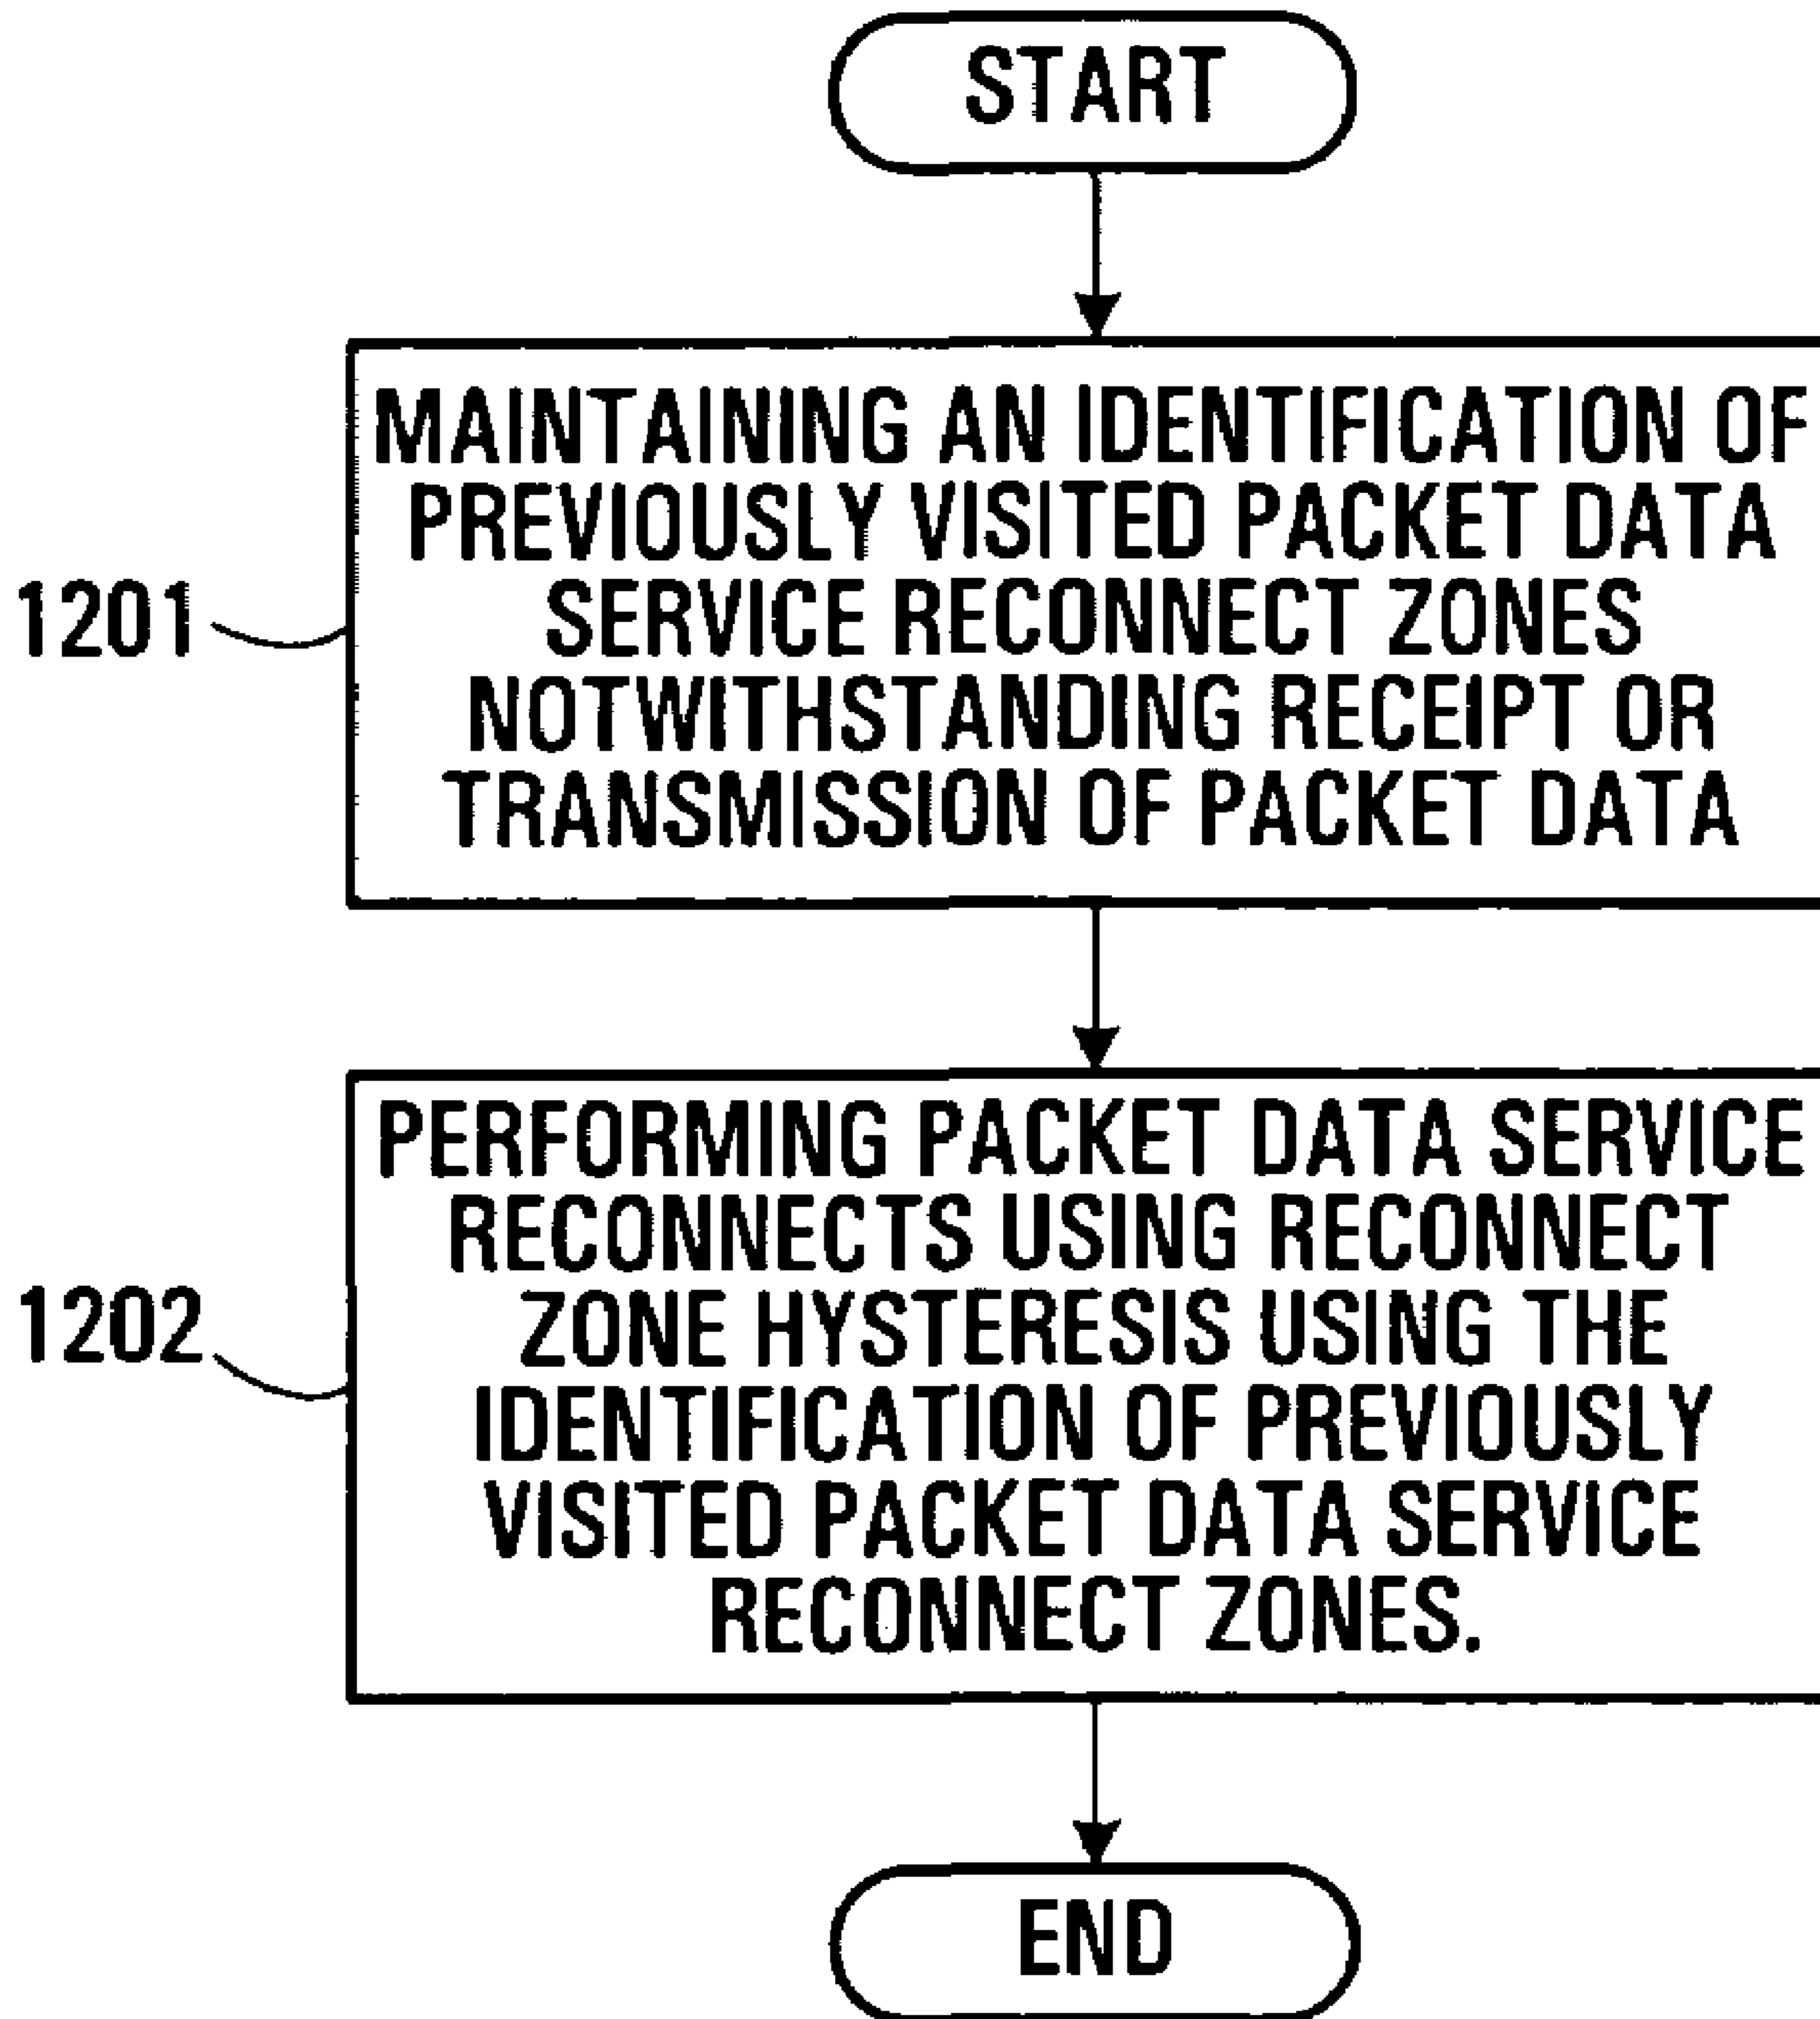 START
MAINTAINING AN IDENTIFICATION OF
PREVIOUSLY VISITED PACKET DATA
SERVICE RECONNECT ZONES
NOTWITHSTANDING RECEIPT OR
TRANSMISSION OF PACKET DATA
1201
PERFORMING PACKET DATA SERVICE
RECONNECTS USING RECONNECT
ZONE HYSTERESIS USING THE
IDENTIFICATION OF PREVIOUSLY
VISITED PACKET DATA SERVICE
RECONNECT ZONES.
1202
END